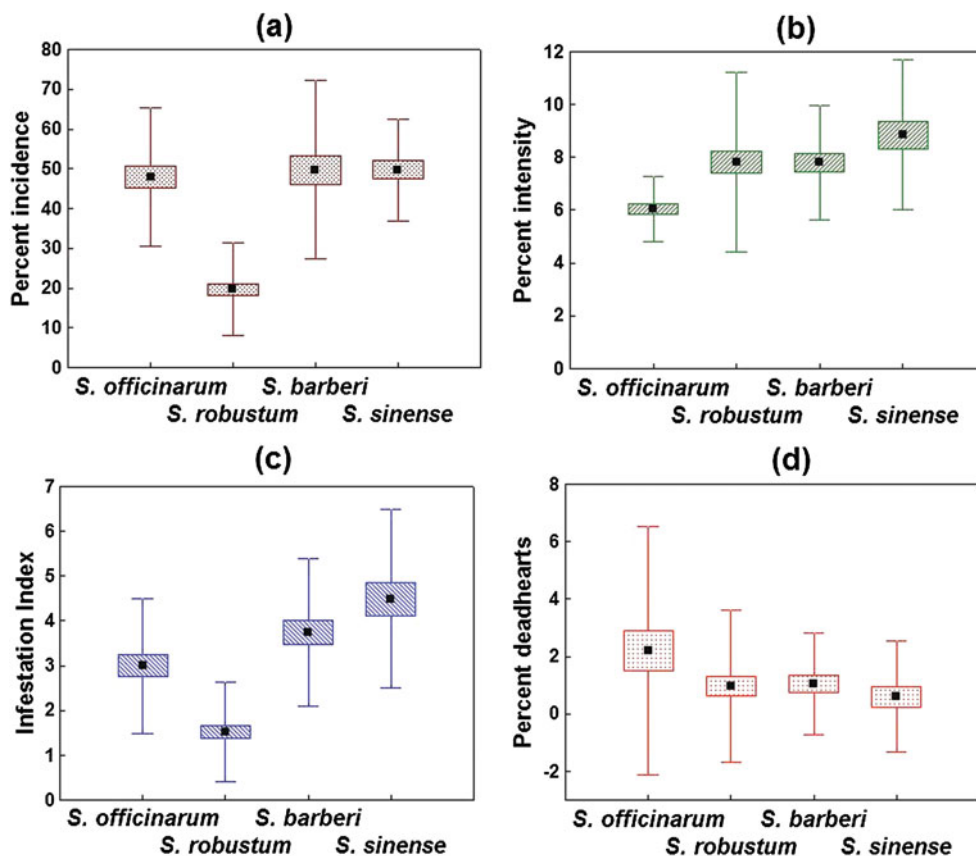 (a)
Percent incidence
80
70
60
50
40
30
20
10
0
S. officinarum S. barberi
S. robustum S. sinense
(b)
Percent intensity
12
10
8
6
4
2
0
S. officinarum S. barberi
S. robustum S. sinense
(c)
Infestation Index
7
6
5
4
3
2
1
0
S. officinarum S. barberi
S. robustum S. sinense
(d)
Percent deadhearts
8
6
4
2
0
-2
S. officinarum S. barberi
S. robustum S. sinense